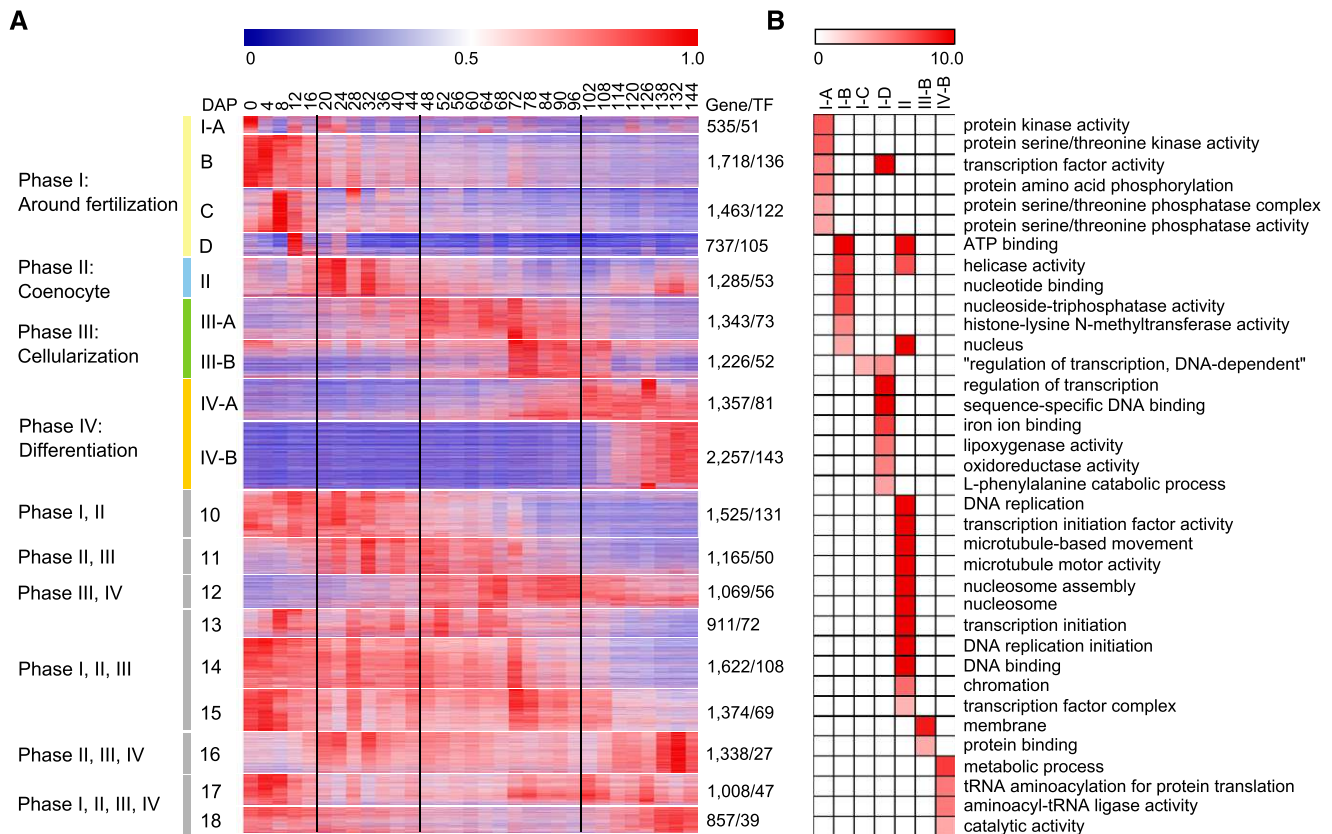 A
0 0.5 1.0
DAP 0 4 8 12 16 20 24 28 32 36 40 44 48 52 56 60 64 68 72 78 84 90 96 102 108 114 120 126 138 132 144 Gene/TF
Phase I:
Around fertilization
I-A 535/51
B 1,718/136
C 1,463/122
D 737/105
Phase II:
Coenocyte
II 1,285/53
Phase III:
Cellularization
III-A 1,343/73
III-B 1,226/52
Phase IV:
Differentiation
IV-A 1,357/81
IV-B 2,257/143
Phase I, II 10 1,525/131
Phase II, III 11 1,165/50
Phase III, IV 12 1,069/56
Phase I, II, III
13 911/72
14 1,622/108
15 1,374/69
Phase II, III, IV 16 1,338/27
Phase I, II, III, IV
17 1,008/47
18 857/39
B
0 10.0
I-A I-B I-C I-D II III-B IV-B
protein kinase activity
protein serine/threonine kinase activity
transcription factor activity
protein amino acid phosphorylation
protein serine/threonine phosphatase complex
protein serine/threonine phosphatase activity
ATP binding
helicase activity
nucleotide binding
nucleoside-triphosphatase activity
histone-lysine N-methyltransferase activity
nucleus
"regulation of transcription, DNA-dependent"
regulation of transcription
sequence-specific DNA binding
iron ion binding
lipoxygenase activity
oxidoreductase activity
L-phenylalanine catabolic process
DNA replication
transcription initiation factor activity
microtubule-based movement
microtubule motor activity
nucleosome assembly
nucleosome
transcription initiation
DNA replication initiation
DNA binding
chromation
transcription factor complex
membrane
protein binding
metabolic process
tRNA aminoacylation for protein translation
aminoacyl-tRNA ligase activity
catalytic activity